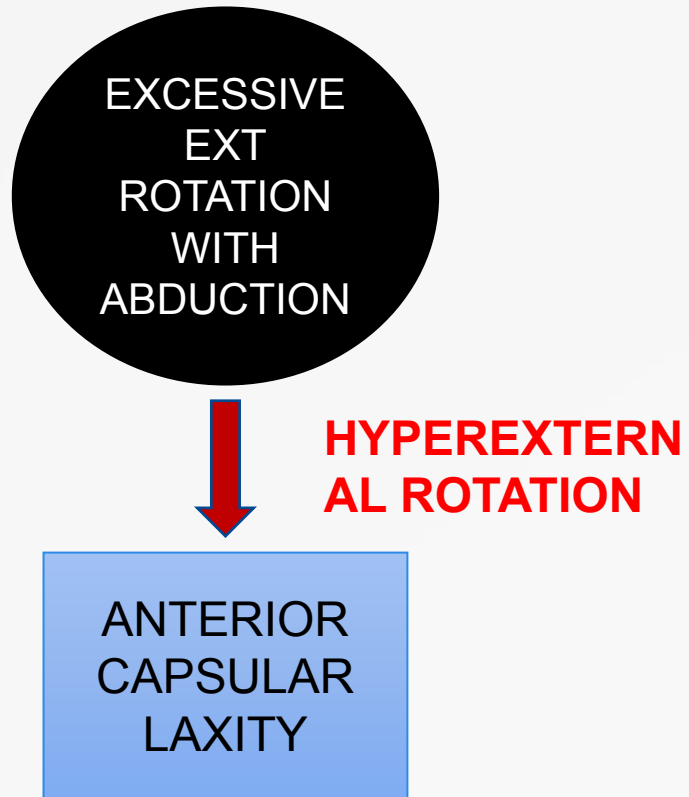 EXCESSIVE
EXT
ROTATION
WITH
ABDUCTION
HYPEREXTERN
AL ROTATION
ANTERIOR
CAPSULAR
LAXITY